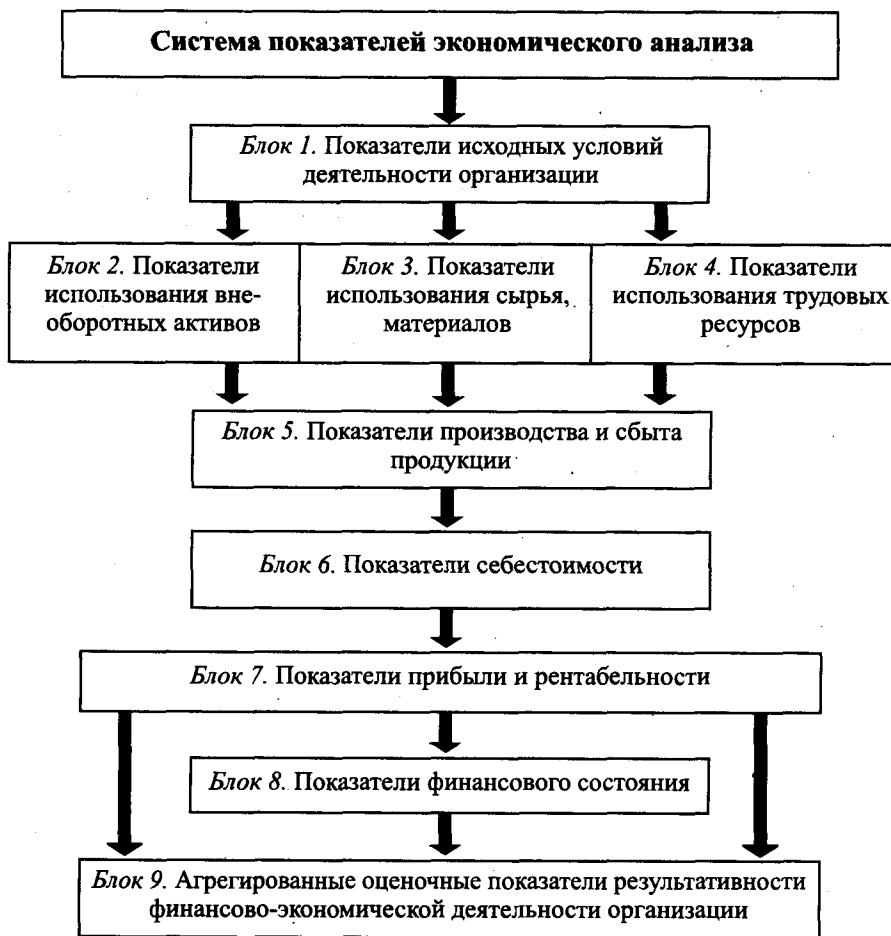 Система показателей экономического анализа
Блок 1. Показатели исходных условий
деятельности организации
Блок 2. Показатели
использования вне-
оборотных активов
Блок 3. Показатели
использования сырья,
материалов
Блок 4. Показатели
использования трудовых
ресурсов
Блок 5. Показатели производства и сбыта
продукции
Блок 6. Показатели себестоимости
Блок 7. Показатели прибыли и рентабельности
Блок 8. Показатели финансового состояния
Блок 9. Агрегированные оценочные показатели результативности
финансово-экономической деятельности организации